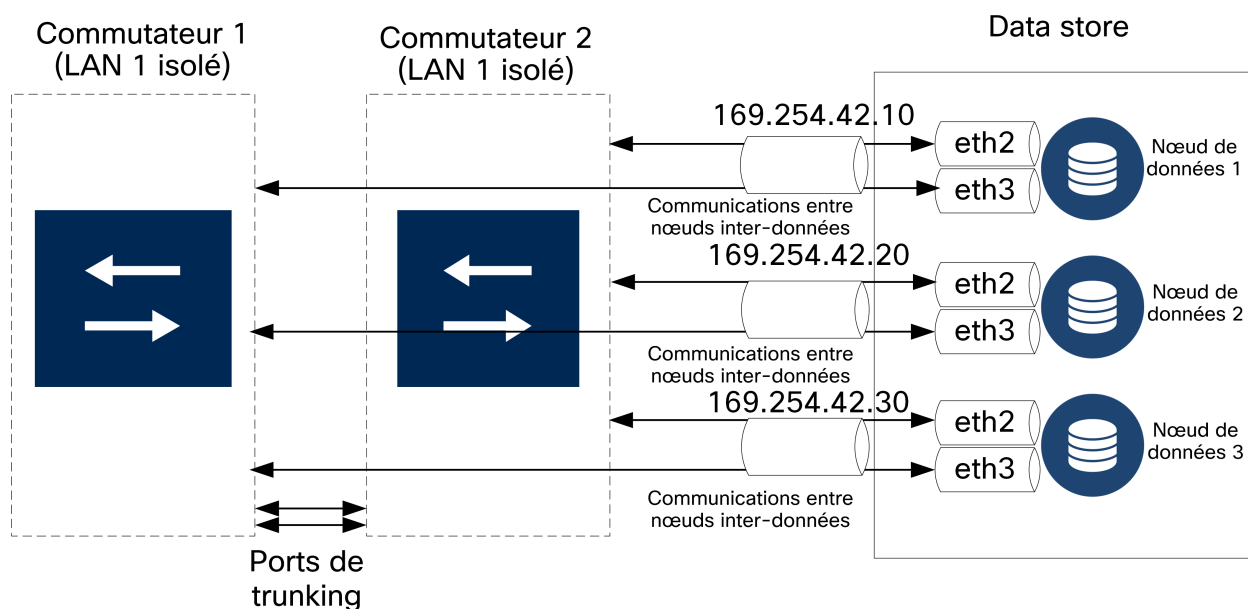 Commutateur 1
(LAN 1 isolé)
Commutateur 2
(LAN 1 isolé)
Data store
169.254.42.10
eth2
eth3
Nœud de
données 1
Communications entre
nœuds inter-données
169.254.42.20
eth2
eth3
Nœud de
données 2
Communications entre
nœuds inter-données
169.254.42.30
eth2
eth3
Nœud de
données 3
Communications entre
nœuds inter-données
Ports de
trunking